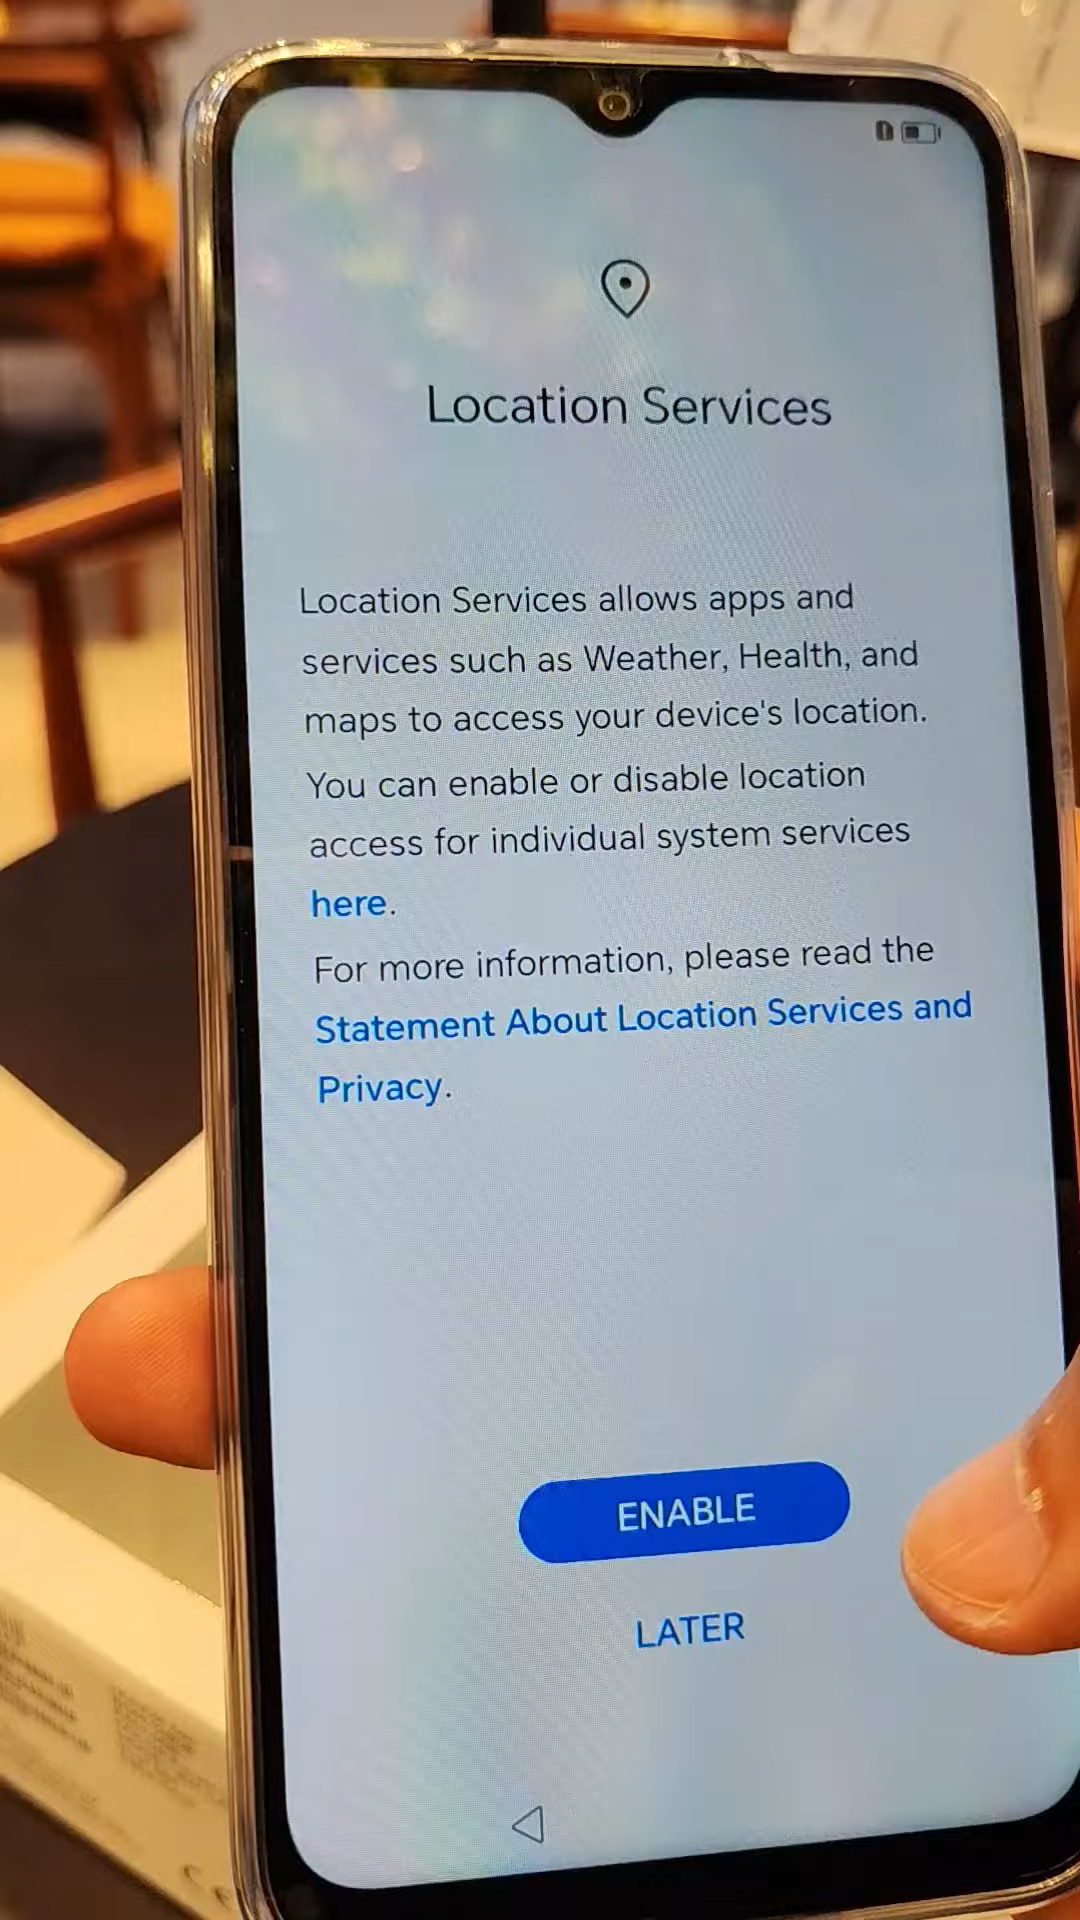 Location Services
Location Services allows apps and
services such as Weather, Health, and
maps to access your device's location.
You can enable or disable location
access for individual system services
here.
For more information, please read the
Statement About Location Services and
Privacy.
ENABLE
LATER